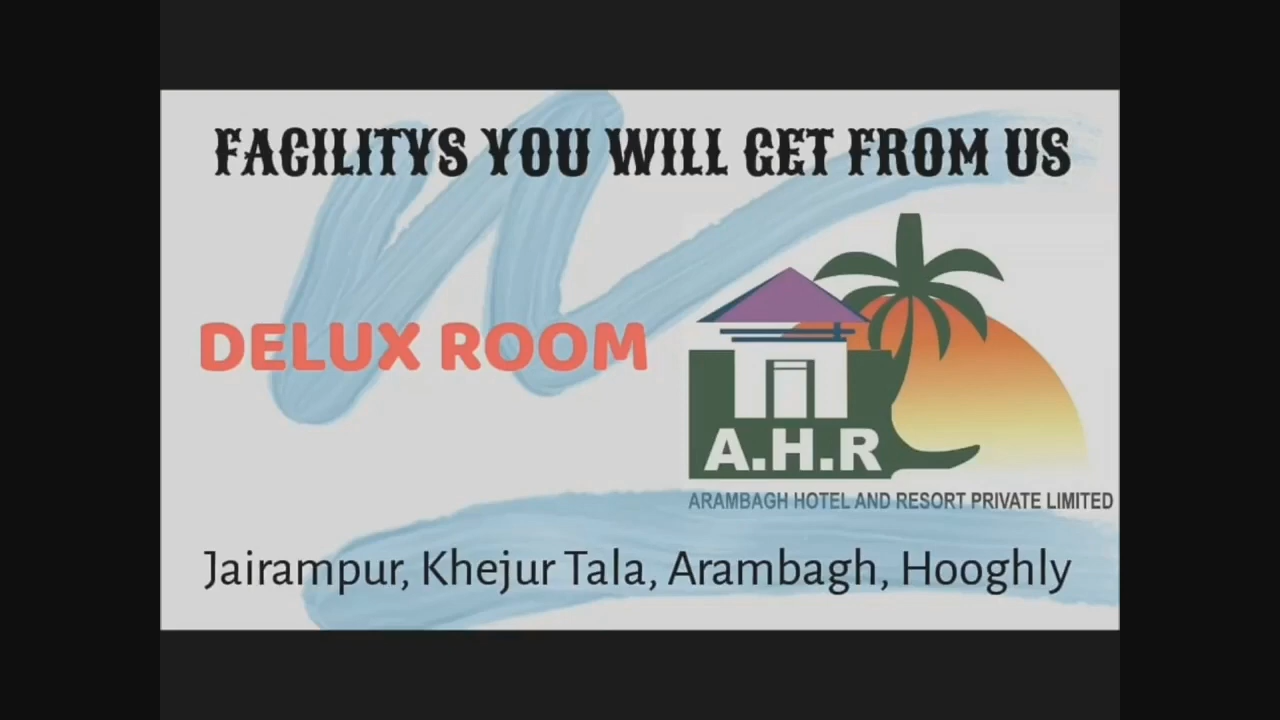 FACILITYS YOU WILL GET FROM US
DELUX ROOM
A.H.R
ARAMBAGH HOTEL AND RESORT PRIVATE LIMITED
Jairampur, Khejur Tala, Arambagh, Hooghly